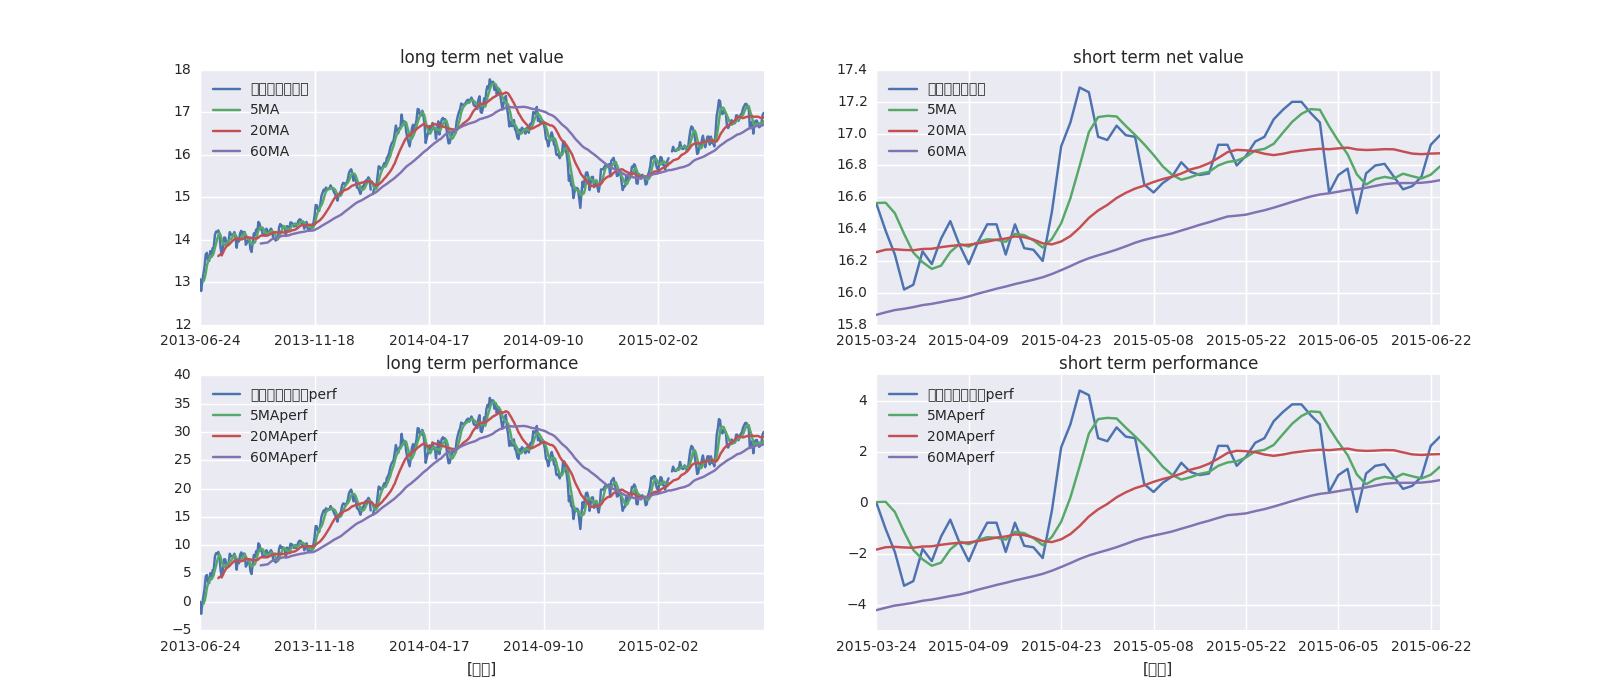 long term net value
18
17
16
15
14
13
12
5MA
20MA
60MA
2013-06-24 2013-11-18 2014-04-17 2014-09-10 2015-02-02
short term net value
17.4
17.2
17.0
16.8
16.6
16.4
16.2
16.0
15.8
5MA
20MA
60MA
2015-03-24 2015-04-09 2015-04-23 2015-05-08 2015-05-22 2015-06-05 2015-06-22
long term performance
40
35
30
25
20
15
10
5
0
−5
perf
5MAperf
20MAperf
60MAperf
2013-06-24 2013-11-18 2014-04-17 2014-09-10 2015-02-02
short term performance
4
2
0
−2
−4
perf
5MAperf
20MAperf
60MAperf
2015-03-24 2015-04-09 2015-04-23 2015-05-08 2015-05-22 2015-06-05 2015-06-22